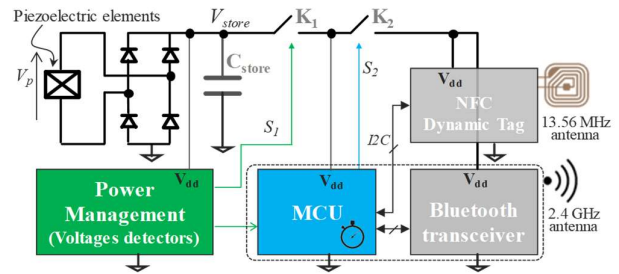 Piezoelectric elements
V_store
K_1
K_2
V_p
C_store
S_1
S_2
V_dd
NFC
Dynamic Tag
13.56 MHz
antenna
I2C
V_dd
Power
Management
(Voltages detectors)
V_dd
MCU
V_dd
Bluetooth
transceiver
2.4 GHz
antenna